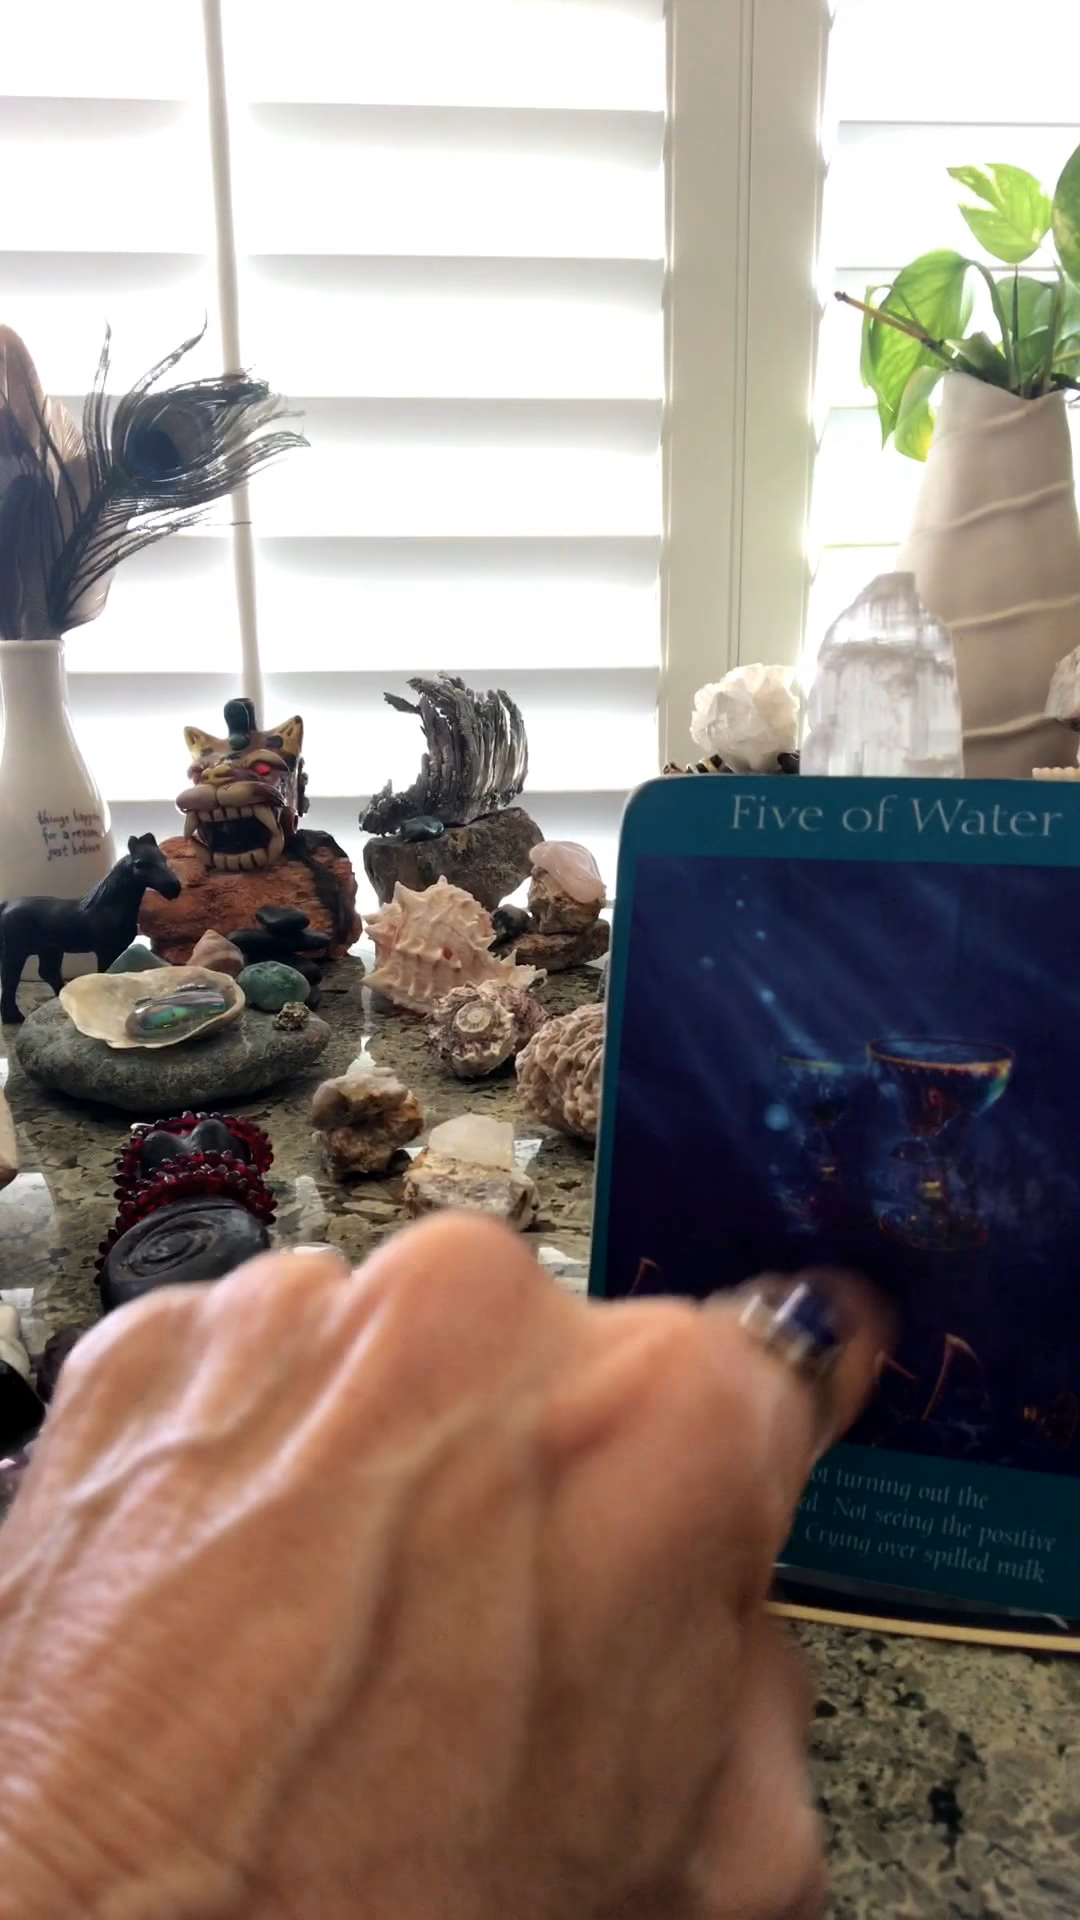 things happen
for a reason,
just believe
Five of Water
ot turning out the
ed. Not seeing the positive
Crying over spilled milk